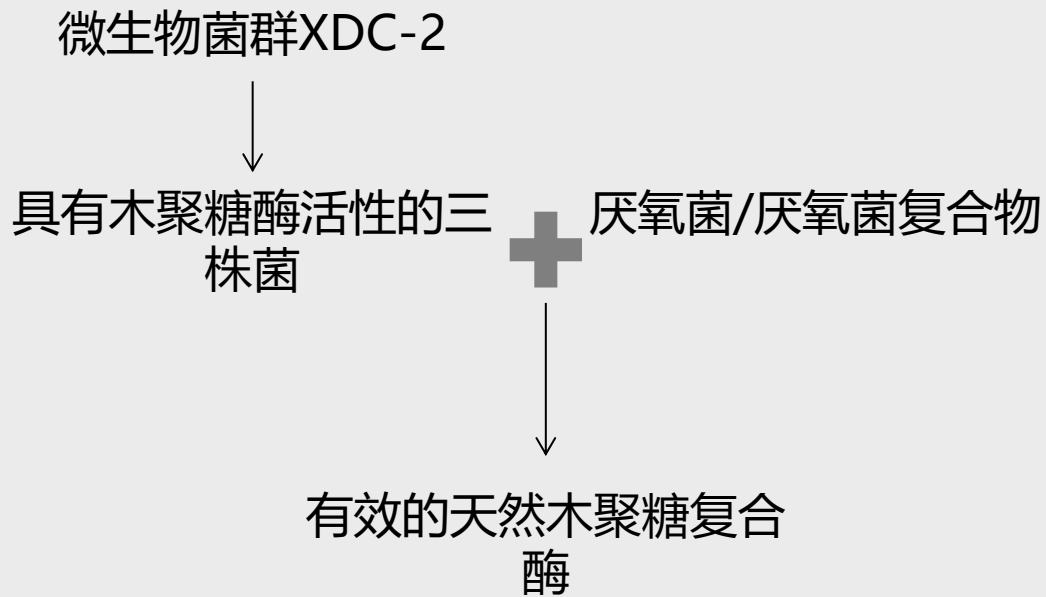 微生物菌群XDC-2
具有木聚糖酶活性的三
株菌
厌氧菌/厌氧菌复合物
有效的天然木聚糖复合
酶